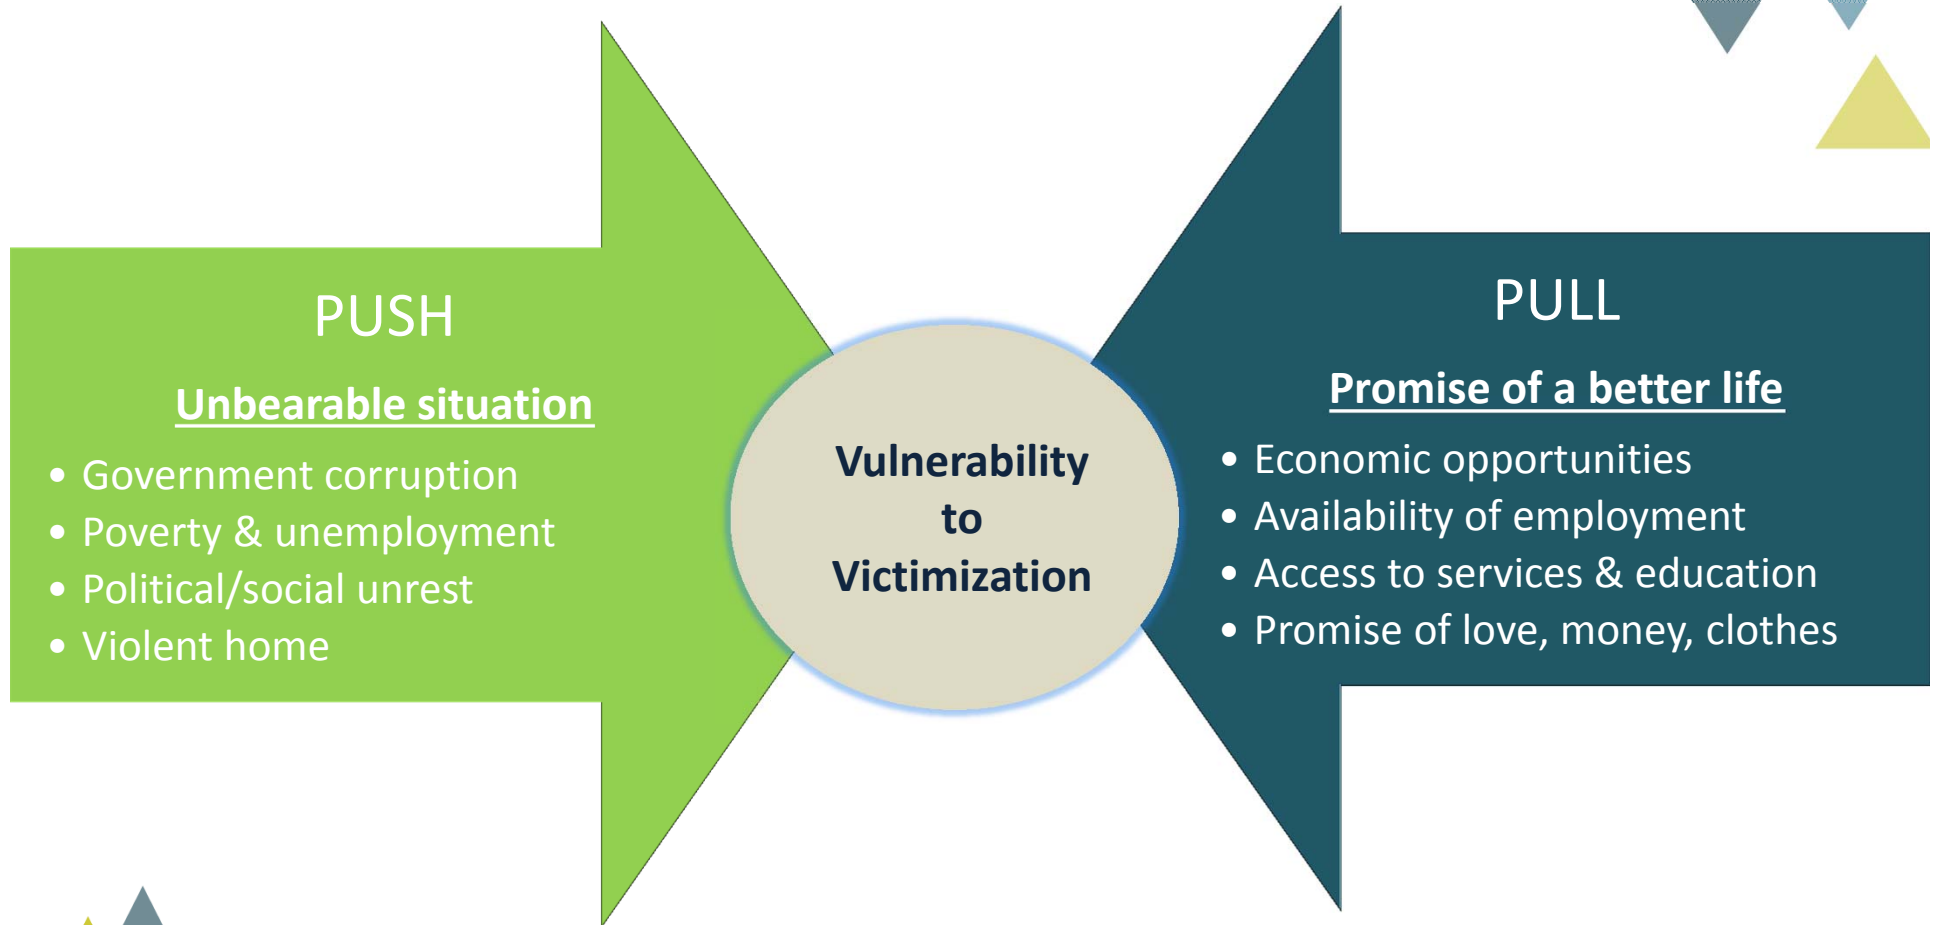 PUSH
Unbearable situation
• Government corruption
• Poverty & unemployment
• Political/social unrest
• Violent home
Vulnerability
to
Victimization
PULL
Promise of a better life
• Economic opportunities
• Availability of employment
• Access to services & education
• Promise of love, money, clothes